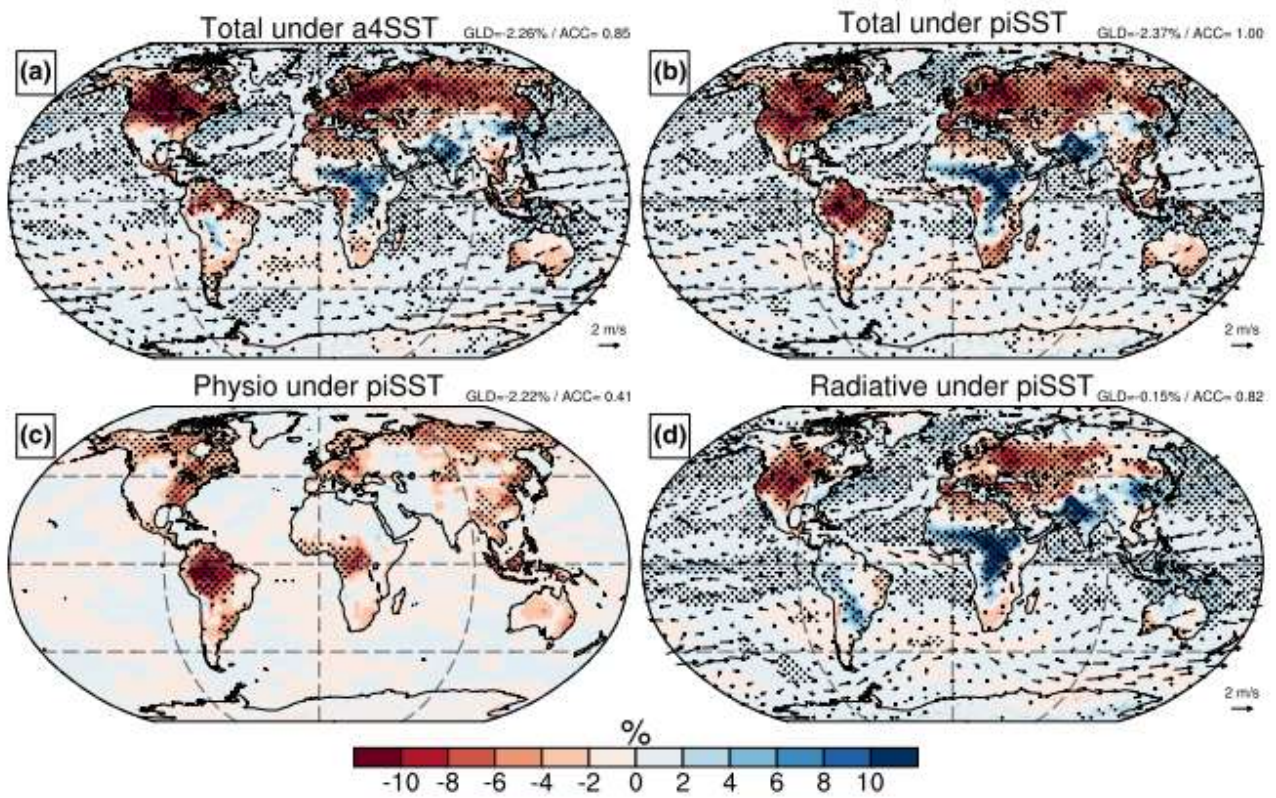 Total under a4SST GLD=-2.26% / ACC= 0.85
(a)
2 m/s
Total under piSST GLD=-2.37% / ACC= 1.00
(b)
2 m/s
Physio under piSST GLD=-2.22% / ACC= 0.41
(c)
Radiative under piSST GLD=-0.15% / ACC= 0.82
(d)
2 m/s
%
-10 -8 -6 -4 -2 0 2 4 6 8 10